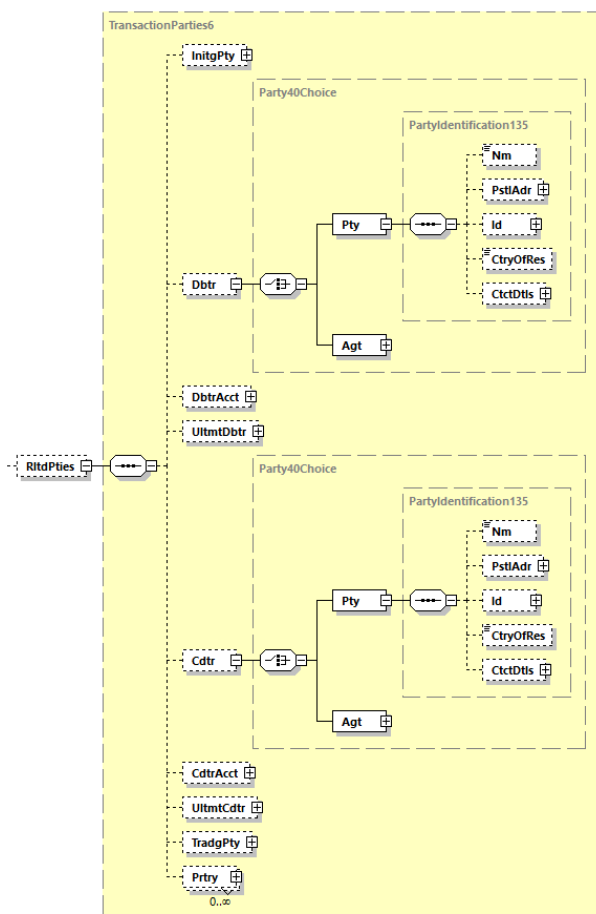 TransactionParties6
InitgPty
Party40Choice
PartyIdentification135
Nm
PstlAdr
Pty
Id
CtryOfRes
Dbtr
CtctDtls
Agt
DbtrAcct
UltmtDbtr
RltdPties
Party40Choice
PartyIdentification135
Nm
PstlAdr
Pty
Id
CtryOfRes
Cdtr
CtctDtls
Agt
CdtrAcct
UltmtCdtr
TradgPty
Prtry
0..∞